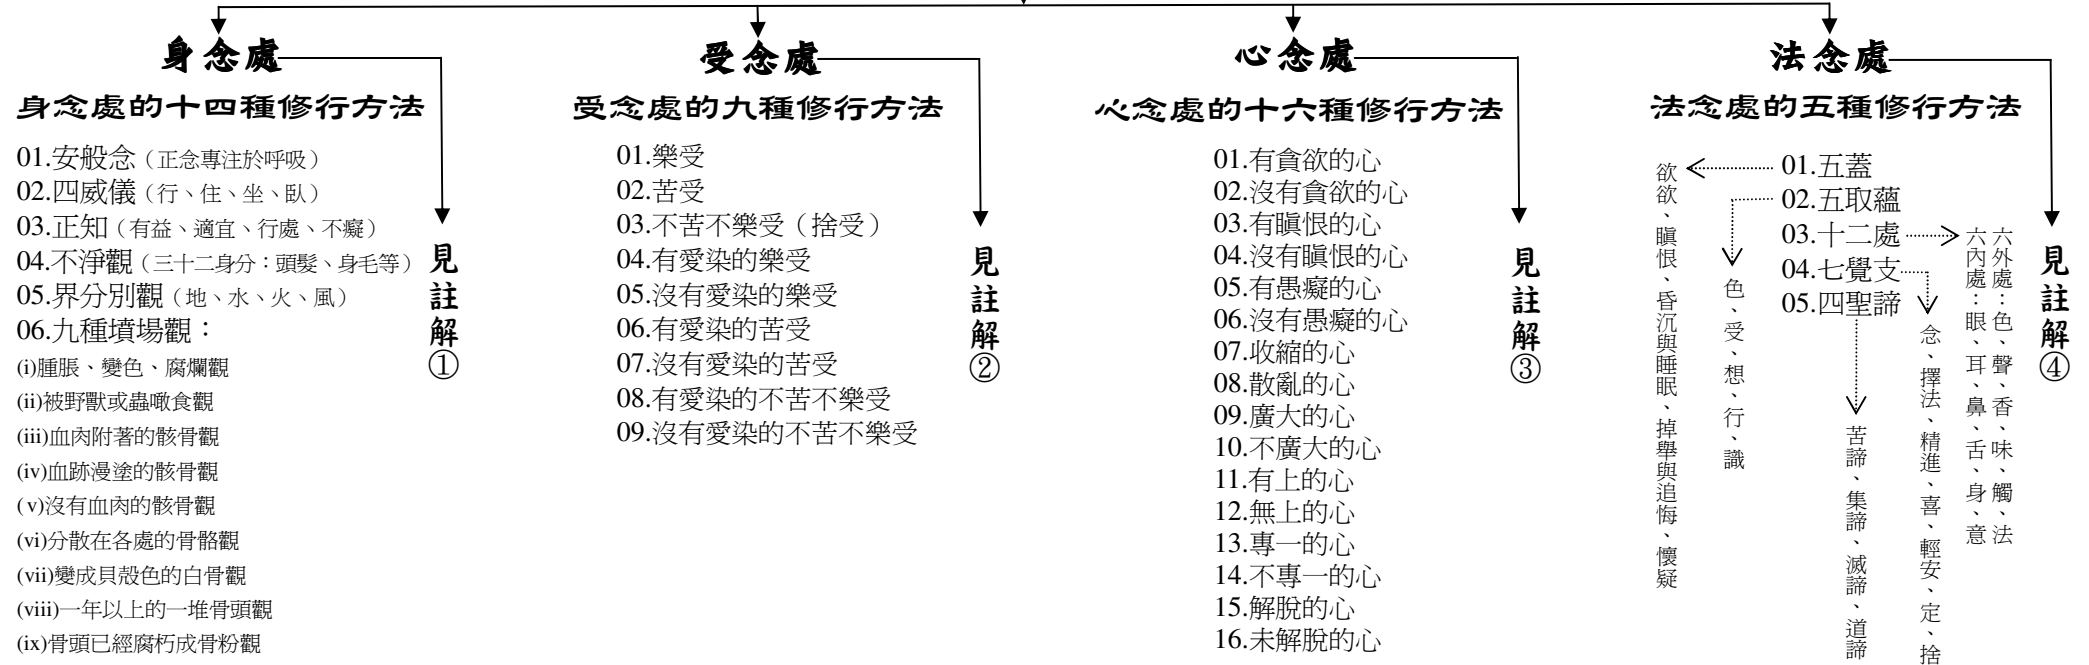 身念處
見註解①
身念處的十四種修行方法
01.安般念（正念專注於呼吸）
02.四威儀（行、住、坐、臥）
03.正知（有益、適宜、行處、不癡）
04.不淨觀（三十二身分：頭髮、身毛等）
05.界分別觀（地、水、火、風）
06.九種墳場觀：
(i)腫脹、變色、腐爛觀
(ii)被野獸或蟲噉食觀
(iii)血肉附著的骸骨觀
(iv)血跡漫塗的骸骨觀
(v)沒有血肉的骸骨觀
(vi)分散在各處的骨骼觀
(vii)變成貝殼色的白骨觀
(viii)一年以上的一堆骨頭觀
(ix)骨頭已經腐朽成骨粉觀
受念處
見註解②
受念處的九種修行方法
01.樂受
02.苦受
03.不苦不樂受（捨受）
04.有愛染的樂受
05.沒有愛染的樂受
06.有愛染的苦受
07.沒有愛染的苦受
08.有愛染的不苦不樂受
09.沒有愛染的不苦不樂受
心念處
見註解③
心念處的十六種修行方法
01.有貪欲的心
02.沒有貪欲的心
03.有瞋恨的心
04.沒有瞋恨的心
05.有愚癡的心
06.沒有愚癡的心
07.收縮的心
08.散亂的心
09.廣大的心
10.不廣大的心
11.有上的心
12.無上的心
13.專一的心
14.不專一的心
15.解脫的心
16.未解脫的心
法念處
見註解④
法念處的五種修行方法
01.五蓋
欲欲、瞋恨、昏沉與睡眠、掉舉與追悔、懷疑
02.五取蘊
色、受、想、行、識
03.十二處
六外處：色、聲、香、味、觸、法
六內處：眼、耳、鼻、舌、身、意
04.七覺支
念、擇法、精進、喜、輕安、定、捨
05.四聖諦
苦諦、集諦、滅諦、道諦